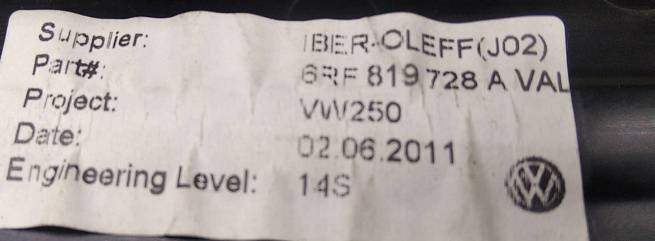 Supplier: IBER-OLEFF(J02)
Part#: 6RF 819 728 A VAL
Project: VW250
Date: 02.06.2011
Engineering Level: 14S